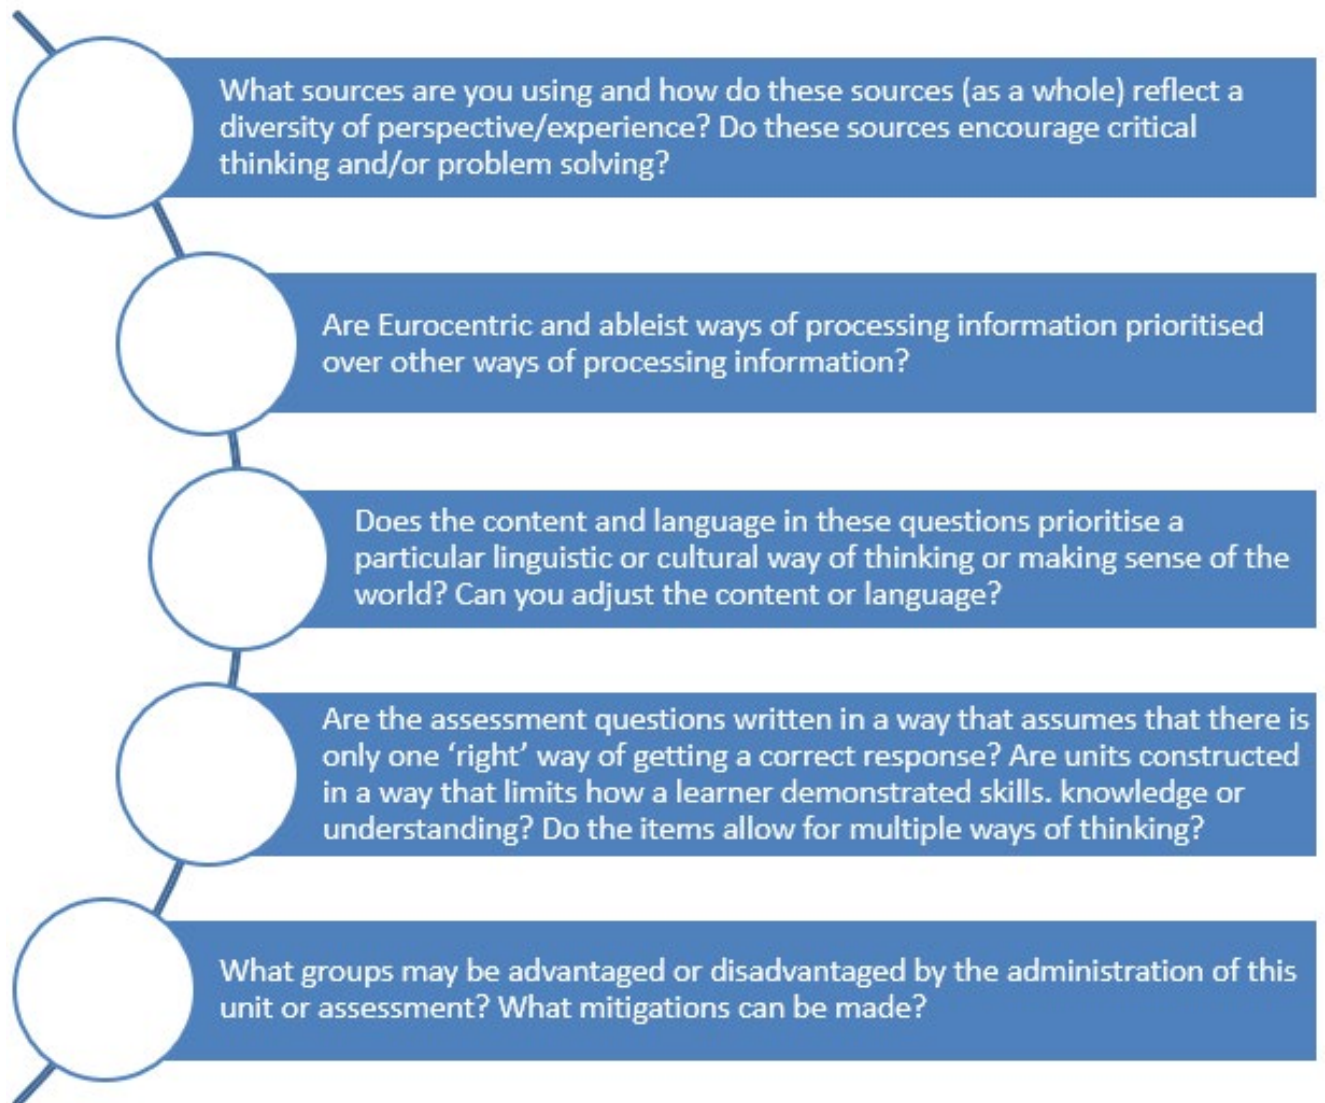 What sources are you using and how do these sources (as a whole) reflect a
diversity of perspective/experience? Do these sources encourage critical
thinking and/or problem solving?
Are Eurocentric and ableist ways of processing information prioritised
over other ways of processing information?
Does the content and language in these questions prioritise a
particular linguistic or cultural way of thinking or making sense of the
world? Can you adjust the content or language?
Are the assessment questions written in a way that assumes that there is
only one ‘right’ way of getting a correct response? Are units constructed
in a way that limits how a learner demonstrated skills. knowledge or
understanding? Do the items allow for multiple ways of thinking?
What groups may be advantaged or disadvantaged by the administration of this
unit or assessment? What mitigations can be made?